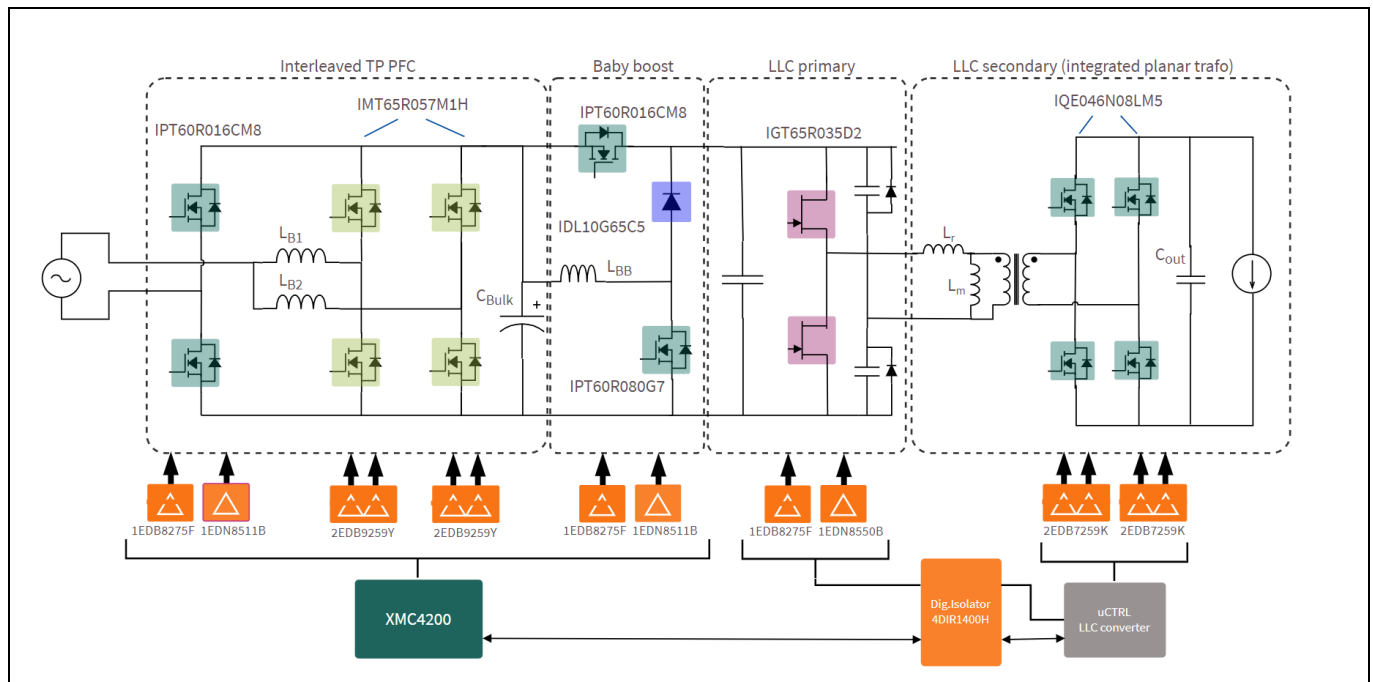 Interleaved TP PFC
Baby boost
LLC primary
LLC secondary (integrated planar trafo)
IMT65R057M1H
IQE046N08LM5
IPT60R016CM8
IPT60R016CM8
IGT65R035D2
IDL10G65C5
LB1
LBB
Lr
LB2
Lm
Cout
CBulk
+
IPT60R080G7
1EDB8275F
1EDN8511B
2EDB9259Y
2EDB9259Y
1EDB8275F
1EDN8511B
1EDB8275F
1EDN8550B
2EDB7259K
2EDB7259K
XMC4200
Dig.Isolator
4DIR1400H
uCTRL
LLC converter